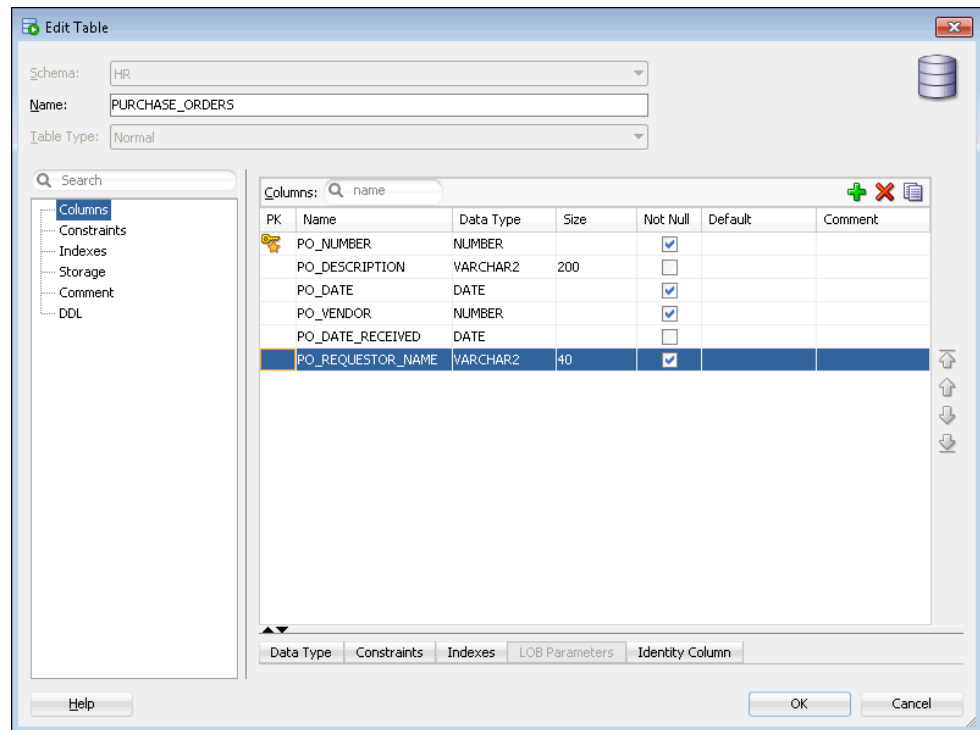 Edit Table
Schema: HR
Name: PURCHASE_ORDERS
Table Type: Normal
Search
Columns
Constraints
Indexes
Storage
Comment
DDL
Columns: name
PK Name Data Type Size Not Null Default Comment
PO_NUMBER NUMBER
PO_DESCRIPTION VARCHAR2 200
PO_DATE DATE
PO_VENDOR NUMBER
PO_DATE_RECEIVED DATE
PO_REQUESTOR_NAME VARCHAR2 40
Data Type Constraints Indexes LOB Parameters Identity Column
Help OK Cancel